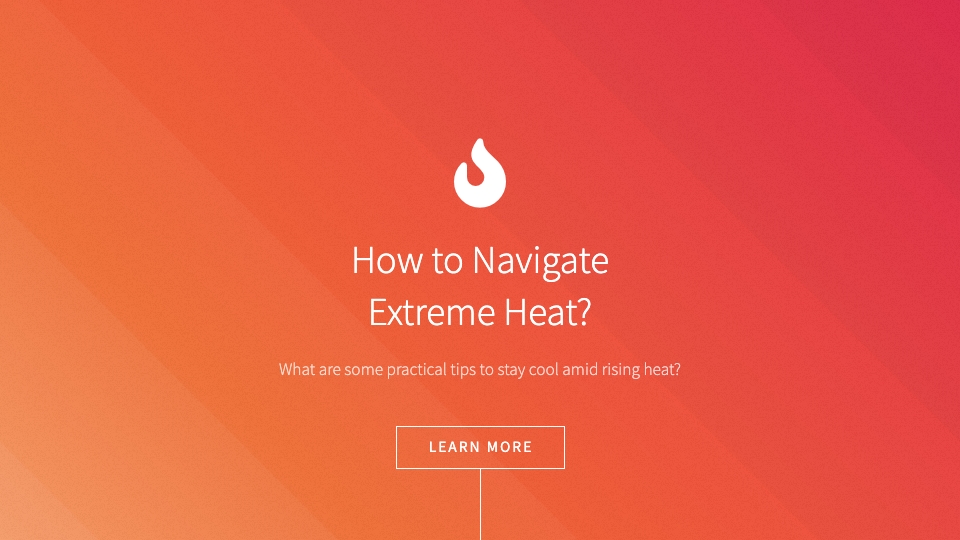 How to Navigate
Extreme Heat?
What are some practical tips to stay cool amid rising heat?
LEARN MORE